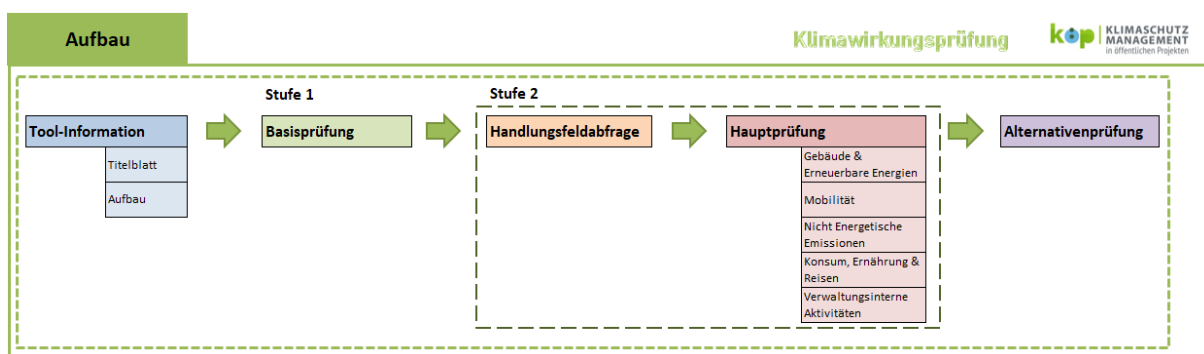 Aufbau
Klimawirkungsprüfung
köp KLIMASCHUTZ
MANAGEMENT
in öffentlichen Projekten
Stufe 1
Stufe 2
Tool-Information
Basisprüfung
Handlungsfeldabfrage
Hauptprüfung
Alternativenprüfung
Titelblatt
Aufbau
Gebäude &
Erneuerbare Energien
Mobilität
Nicht Energetische
Emissionen
Konsum, Ernährung &
Reisen
Verwaltungsinterne
Aktivitäten